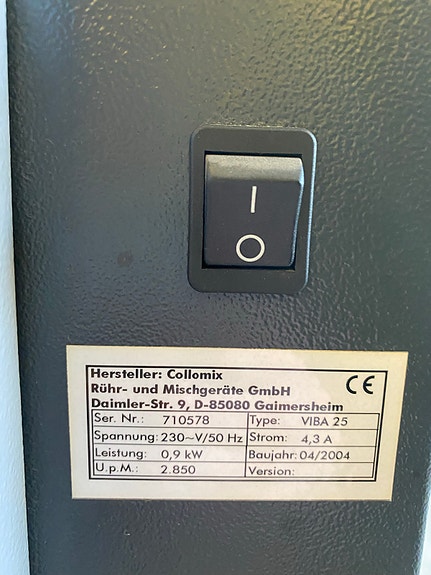 I
O
Hersteller: Collomix CE
Rühr- und Mischgeräte GmbH
Daimler-Str. 9, D-85080 Gaimersheim
Ser. Nr.: 710578 Type: VIBA 25
Spannung: 230~V/50 Hz Strom: 4,3 A
Leistung: 0,9 kW Baujahr: 04/2004
U.p.M.: 2.850 Version: